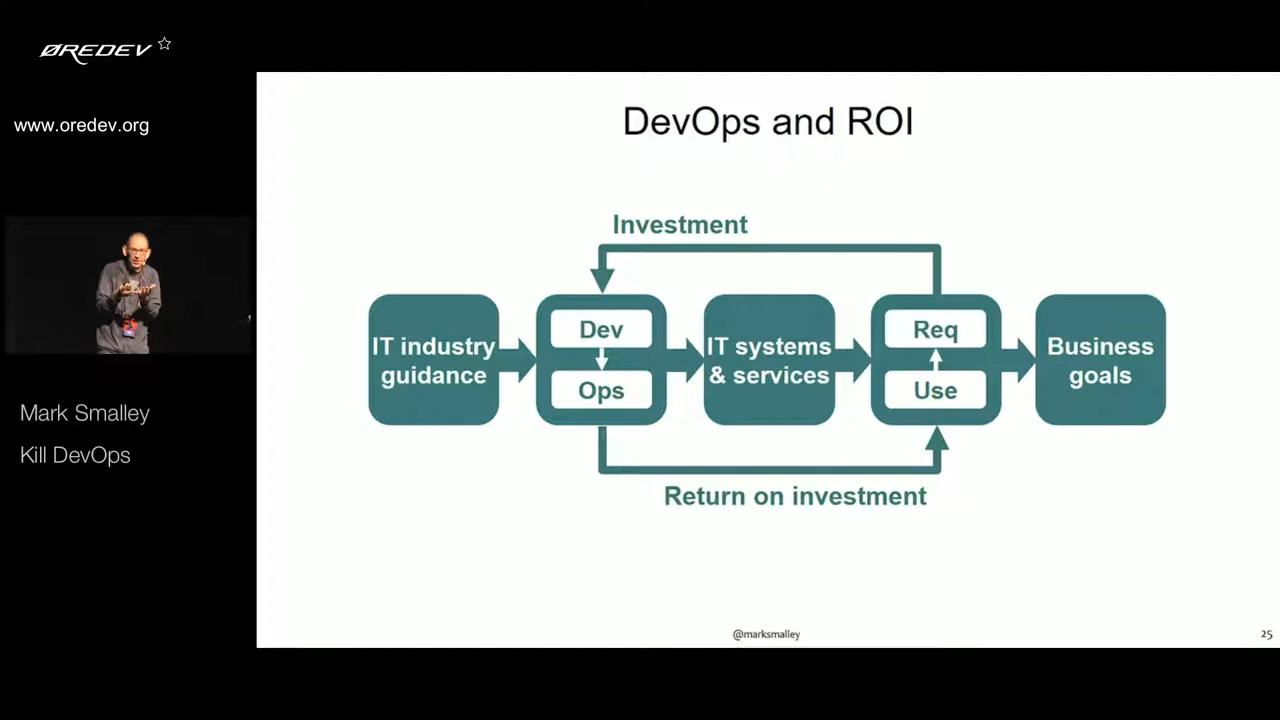 ØREDEV
www.oredev.org
Mark Smalley
Kill DevOps
DevOps and ROI
Investment
IT industry
guidance
Dev
Ops
IT systems
& services
Req
Use
Business
goals
Return on investment
@marksmalley
25